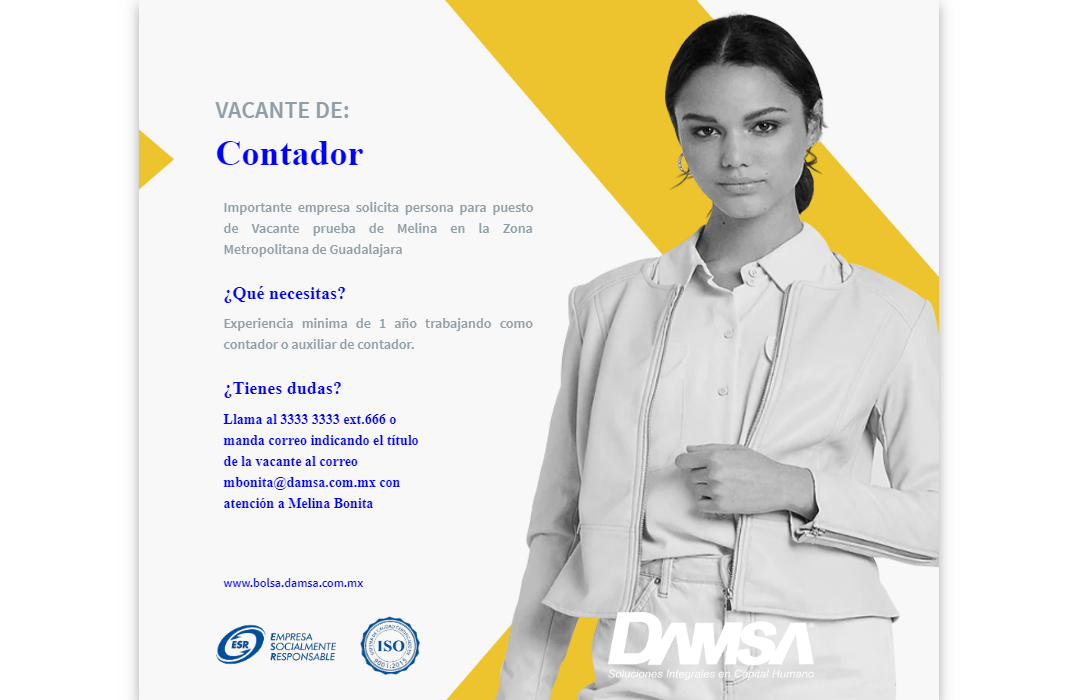 VACANTE DE:
Contador
Importante empresa solicita persona para puesto
de Vacante prueba de Melina en la Zona
Metropolitana de Guadalajara
¿Qué necesitas?
Experiencia minima de 1 año trabajando como
contador o auxiliar de contador.
¿Tienes dudas?
Llama al 3333 3333 ext.666 o
manda correo indicando el título
de la vacante al correo
mbonita@damsa.com.mx con
atención a Melina Bonita
www.bolsa.damsa.com.mx
ESR
EMPRESA
SOCIALMENTE
RESPONSABLE
ISO
9001:2015
DAMSA
Soluciones Integrales en Capital Humano